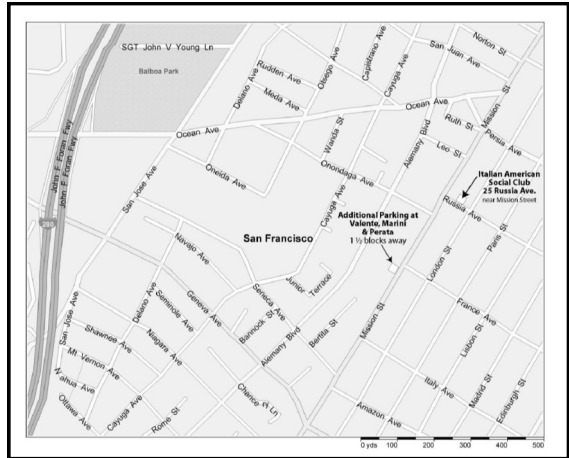 Norton St
SGT John V Young Ln
San Juan Ave
Balboa Park
Rudden Ave
Otsego Ave
Capistrano Ave
Cayuga Ave
Delano Ave
Meda Ave
Mission St
Ocean Ave
Ruth St
Persia Ave
Ocean Ave
Wanda St
Alemany Blvd
Leo St
John F Foran Fwy
John F Foran Fwy
Onondaga Ave
Oneida Ave
San Jose Ave
Italian American
Social Club
25 Russia Ave.
near Mission Street
Russia Ave
Cayuga Ave
Additional Parking at
Valente, Marini
& Perata
1 ½ blocks away
280
San Francisco
Navajo Ave
Paris St
London St
Junior Terrace
Seneca Ave
Geneva Ave
Delano Ave
Seminole Ave
San Jose Ave
France Ave
Bannock St
Mission St
Bertita St
Alemany Blvd
Shawnee Ave
Niagara Ave
Lisbon St
Mt Vernon Ave
Nahua Ave
Italy Ave
Madrid St
Edinburgh St
Chancery Ln
Ottawa Ave
Cayuga Ave
Rome St
Amazon Ave
0 yds 100 200 300 400 500